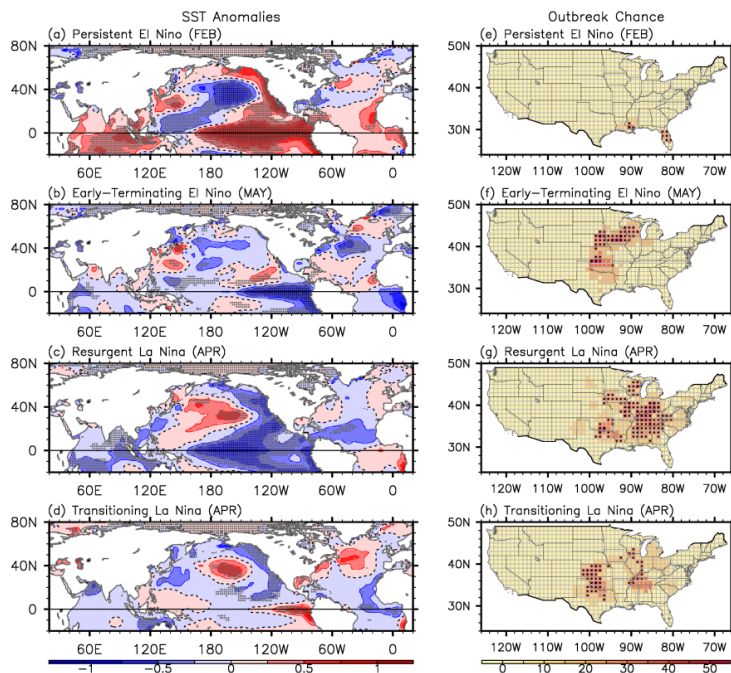 SST Anomalies
Outbreak Chance
(a) Persistent El Nino (FEB)
80N
40N
0
60E 120E 180 120W 60W 0
(e) Persistent El Nino (FEB)
50N
40N
30N
120W 110W 100W 90W 80W 70W
(b) Early-Terminating El Nino (MAY)
80N
40N
0
60E 120E 180 120W 60W 0
(f) Early-Terminating El Nino (MAY)
50N
40N
30N
120W 110W 100W 90W 80W 70W
(c) Resurgent La Nina (APR)
80N
40N
0
60E 120E 180 120W 60W 0
(g) Resurgent La Nina (APR)
50N
40N
30N
120W 110W 100W 90W 80W 70W
(d) Transitioning La Nina (APR)
80N
40N
0
60E 120E 180 120W 60W 0
(h) Transitioning La Nina (APR)
50N
40N
30N
120W 110W 100W 90W 80W 70W
-1 -0.5 0 0.5 1
0 10 20 30 40 50